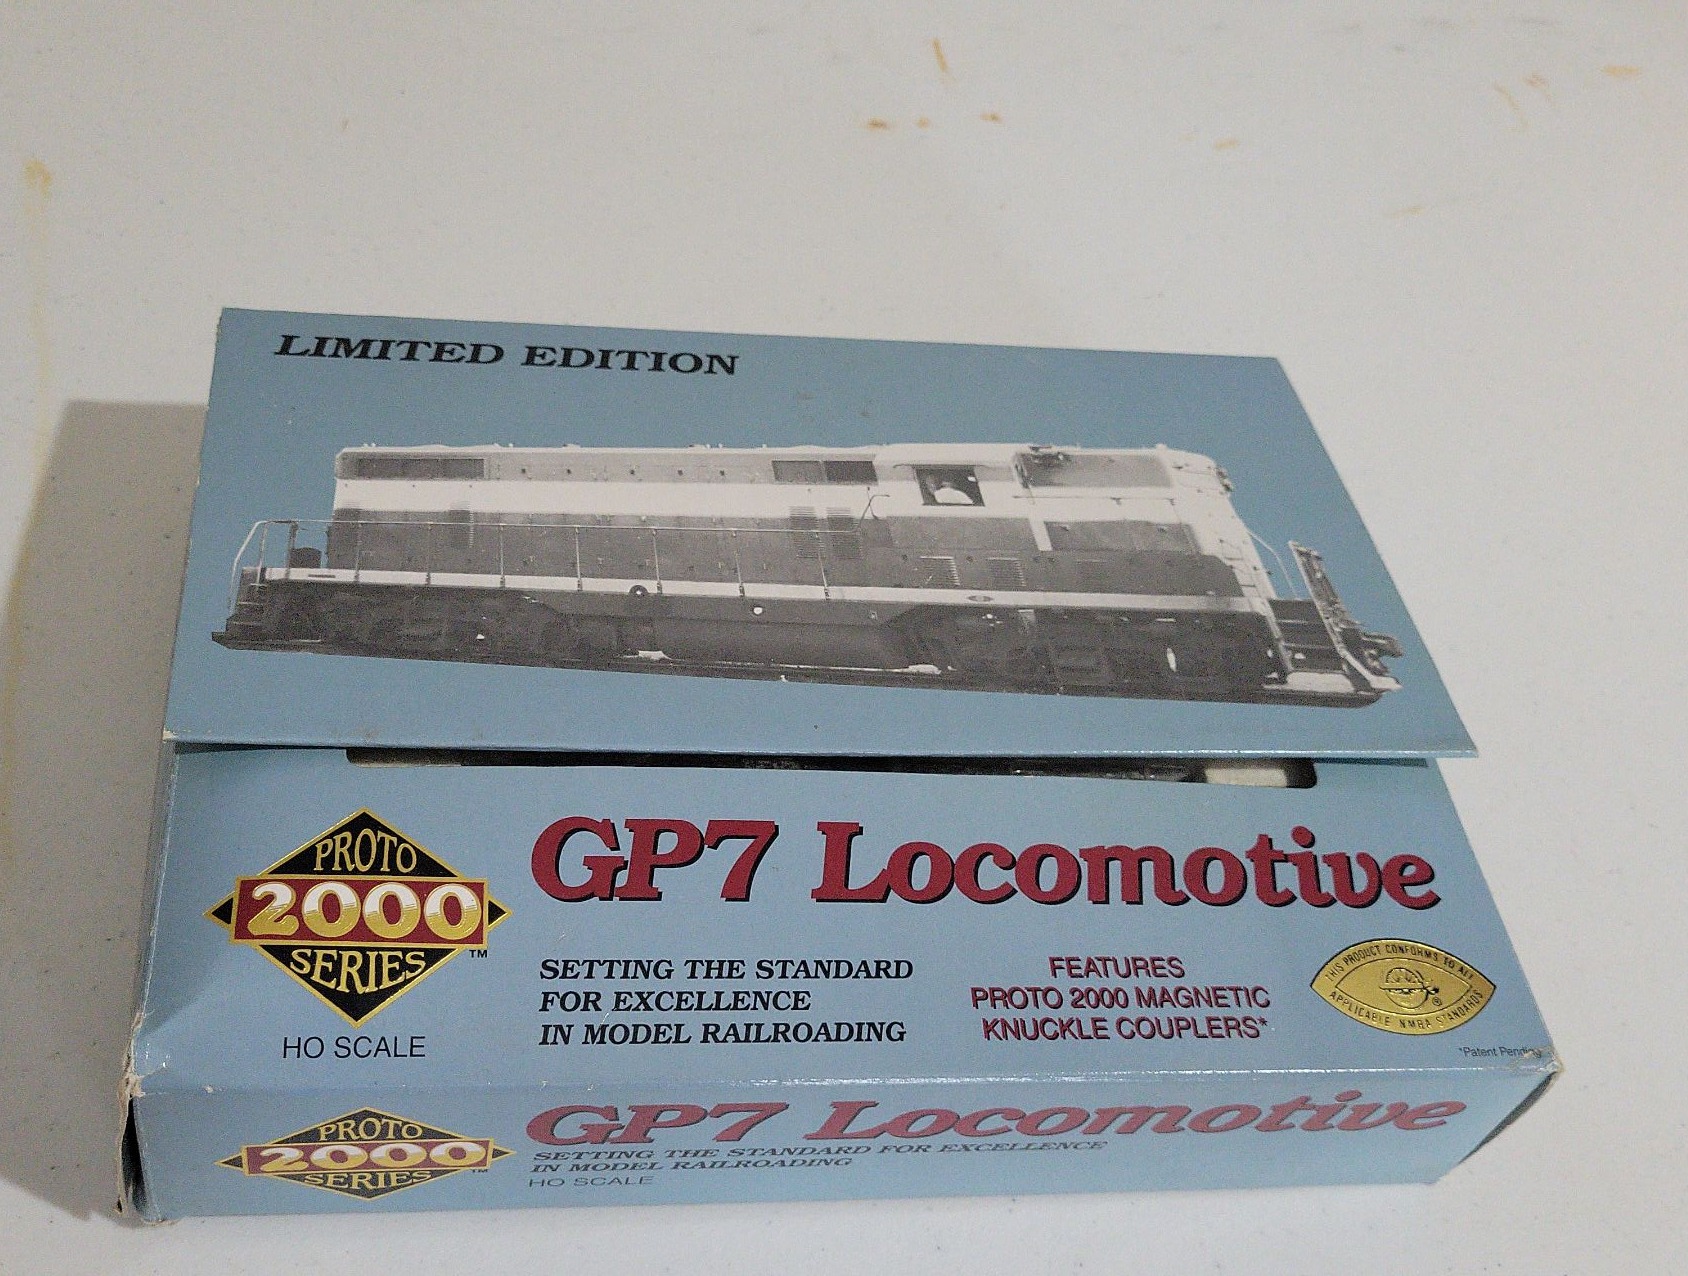 LIMITED EDITION
PROTO
2000
SERIES
™
HO SCALE
GP7 Locomotive
SETTING THE STANDARD
FOR EXCELLENCE
IN MODEL RAILROADING
FEATURES
PROTO 2000 MAGNETIC
KNUCKLE COUPLERS*
THIS PRODUCT CONFORMS TO ALL
APPLICABLE NMRA STANDARDS
®
*Patent Pending
PROTO
2000
SERIES
™
GP7 Locomotive
SETTING THE STANDARD FOR EXCELLENCE
IN MODEL RAILROADING
HO SCALE